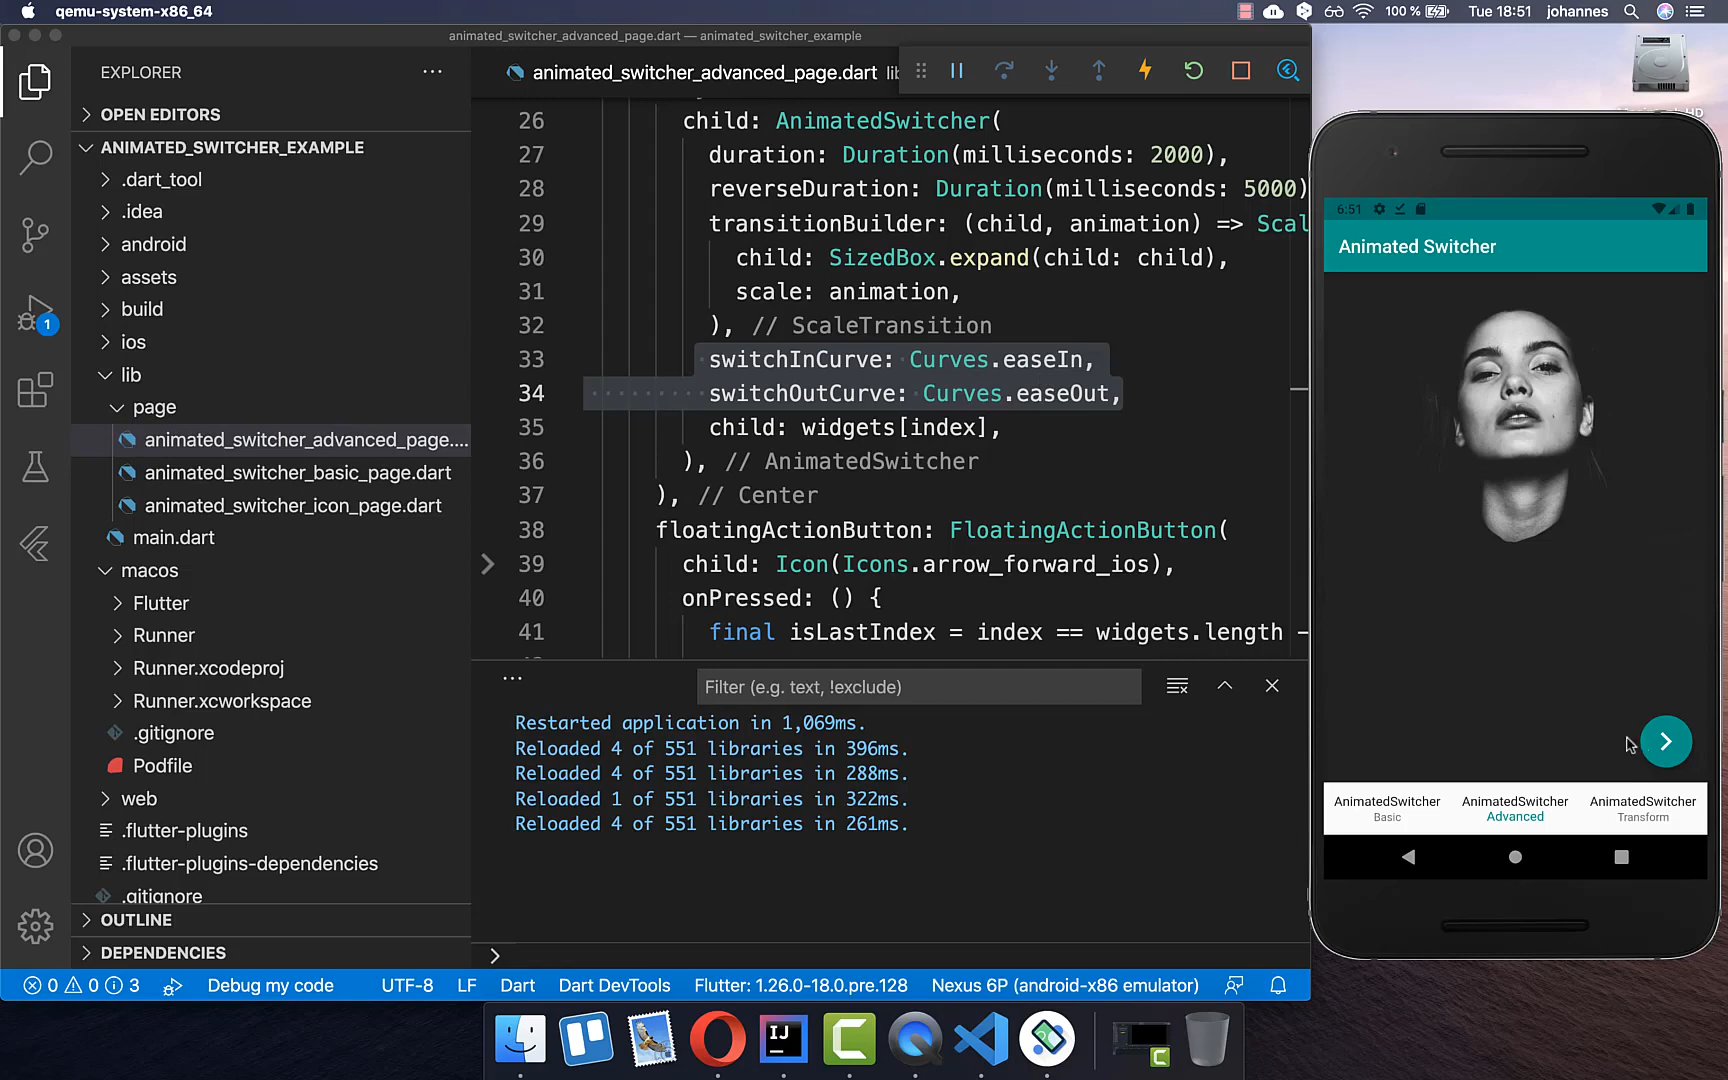 qemu-system-x86_64
100 %
Tue 18:51
johannes
animated_switcher_advanced_page.dart — animated_switcher_example
EXPLORER
OPEN EDITORS
ANIMATED_SWITCHER_EXAMPLE
.dart_tool
.idea
android
assets
build
ios
lib
page
animated_switcher_advanced_page....
animated_switcher_basic_page.dart
animated_switcher_icon_page.dart
main.dart
macos
Flutter
Runner
Runner.xcodeproj
Runner.xcworkspace
.gitignore
Podfile
web
.flutter-plugins
.flutter-plugins-dependencies
.gitignore
OUTLINE
DEPENDENCIES
1
animated_switcher_advanced_page.dart lib
26 child: AnimatedSwitcher(
27 duration: Duration(milliseconds: 2000),
28 reverseDuration: Duration(milliseconds: 5000)
29 transitionBuilder: (child, animation) => Scal
30 child: SizedBox.expand(child: child),
31 scale: animation,
32 ), // ScaleTransition
33 switchInCurve: Curves.easeIn,
34 switchOutCurve: Curves.easeOut,
35 child: widgets[index],
36 ), // AnimatedSwitcher
37 ), // Center
38 floatingActionButton: FloatingActionButton(
39 child: Icon(Icons.arrow_forward_ios),
40 onPressed: () {
41 final isLastIndex = index == widgets.length -
Filter (e.g. text, !exclude)
Restarted application in 1,069ms.
Reloaded 4 of 551 libraries in 396ms.
Reloaded 4 of 551 libraries in 288ms.
Reloaded 1 of 551 libraries in 322ms.
Reloaded 4 of 551 libraries in 261ms.
0 0 3 Debug my code UTF-8 LF Dart Dart DevTools Flutter: 1.26.0-18.0.pre.128 Nexus 6P (android-x86 emulator)
6:51
Animated Switcher
AnimatedSwitcher
Basic
AnimatedSwitcher
Advanced
AnimatedSwitcher
Transform
IJ